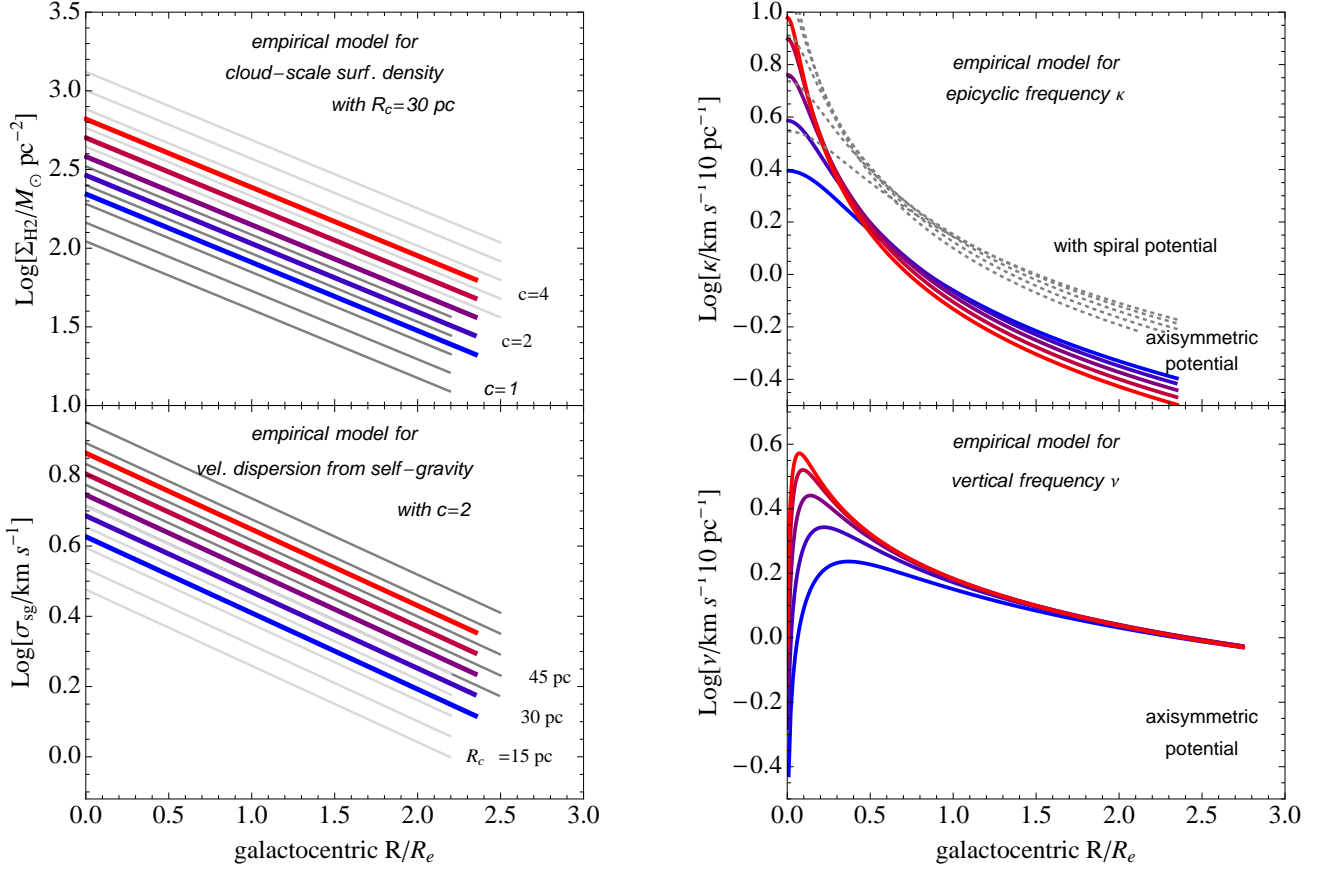 3.5
3.0
2.5
2.0
1.5
1.0
Log[Σ_H2/M_⊙ pc⁻²]
empirical model for
cloud−scale surf. density
with R_c=30 pc
c=4
c=2
c=1
0.8
0.6
0.4
0.2
0.0
Log[σ_sg/km s⁻¹]
empirical model for
vel. dispersion from self−gravity
with c=2
45 pc
30 pc
R_c =15 pc
0.0 0.5 1.0 1.5 2.0 2.5 3.0
galactocentric R/R_e
1.0
0.8
0.6
0.4
0.2
0.0
−0.2
−0.4
Log[κ/km s⁻¹10 pc⁻¹]
empirical model for
epicyclic frequency κ
with spiral potential
axisymmetric
potential
0.6
0.4
0.2
0.0
−0.2
−0.4
Log[ν/km s⁻¹10 pc⁻¹]
empirical model for
vertical frequency ν
axisymmetric
potential
0.0 0.5 1.0 1.5 2.0 2.5 3.0
galactocentric R/R_e